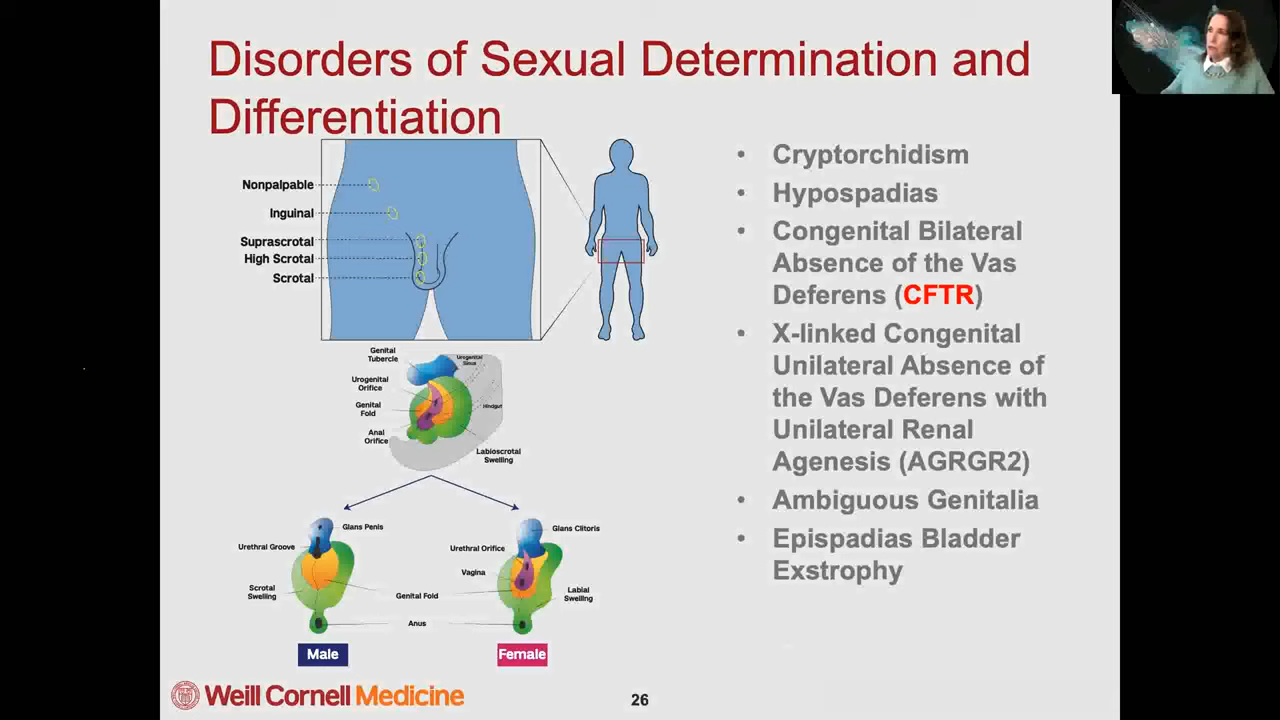 Disorders of Sexual Determination and
Differentiation
Nonpalpable
Inguinal
Suprascrotal
High Scrotal
Scrotal
Genital
Tubercle
Urogenital
Sinus
Urogenital
Orifice
Genital
Fold
Hindgut
Anal
Orifice
Labioscrotal
Swelling
Glans Penis
Urethral Groove
Scrotal
Swelling
Genital Fold
Anus
Glans Clitoris
Urethral Orifice
Vagina
Labial
Swelling
Male
Female
• Cryptorchidism
• Hypospadias
• Congenital Bilateral
Absence of the Vas
Deferens (CFTR)
• X-linked Congenital
Unilateral Absence of
the Vas Deferens with
Unilateral Renal
Agenesis (AGRGR2)
• Ambiguous Genitalia
• Epispadias Bladder
Exstrophy
Weill Cornell Medicine
26